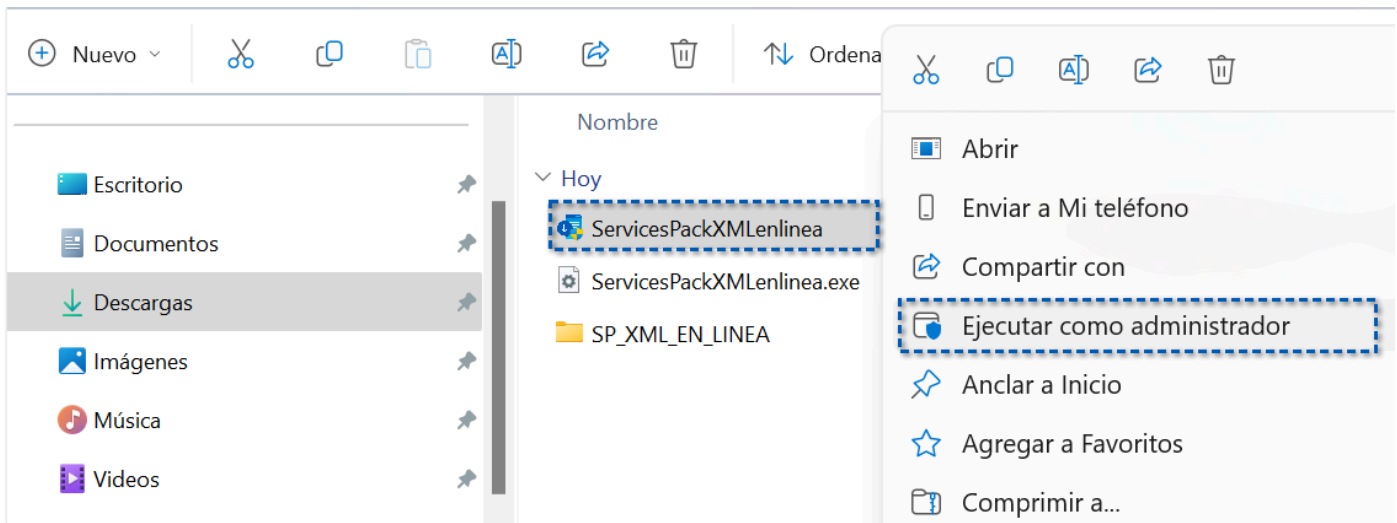 Nuevo
Ordena
Escritorio
Documentos
Descargas
Imágenes
Música
Videos
Nombre
Hoy
ServicesPackXMLenlinea
ServicesPackXMLenlinea.exe
SP_XML_EN_LINEA
Abrir
Enviar a Mi teléfono
Compartir con
Ejecutar como administrador
Anclar a Inicio
Agregar a Favoritos
Comprimir a...